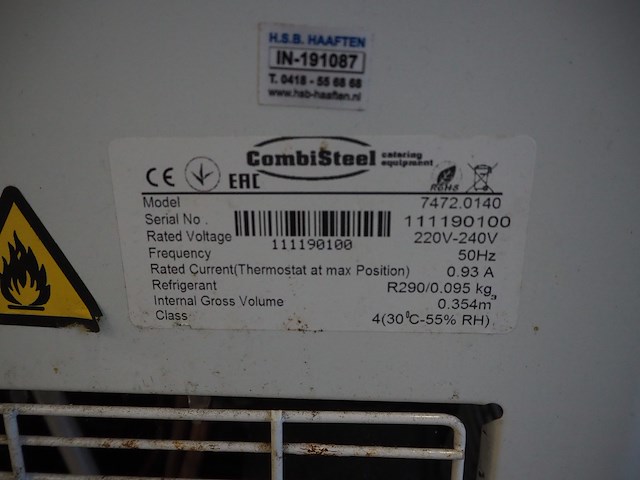 H.S.B. HAAFTEN
IN-191087
T. 0418 - 55 68 68
www.hsb-haaften.nl
CE EAC CombiSteel catering equipment RoHS
Model 7472.0140
Serial No . 111190100 111190100
Rated Voltage 220V-240V
Frequency 50Hz
Rated Current(Thermostat at max Position) 0.93 A
Refrigerant R290/0.095 kg
Internal Gross Volume 0.354m³
Class 4(30⁰C-55% RH)